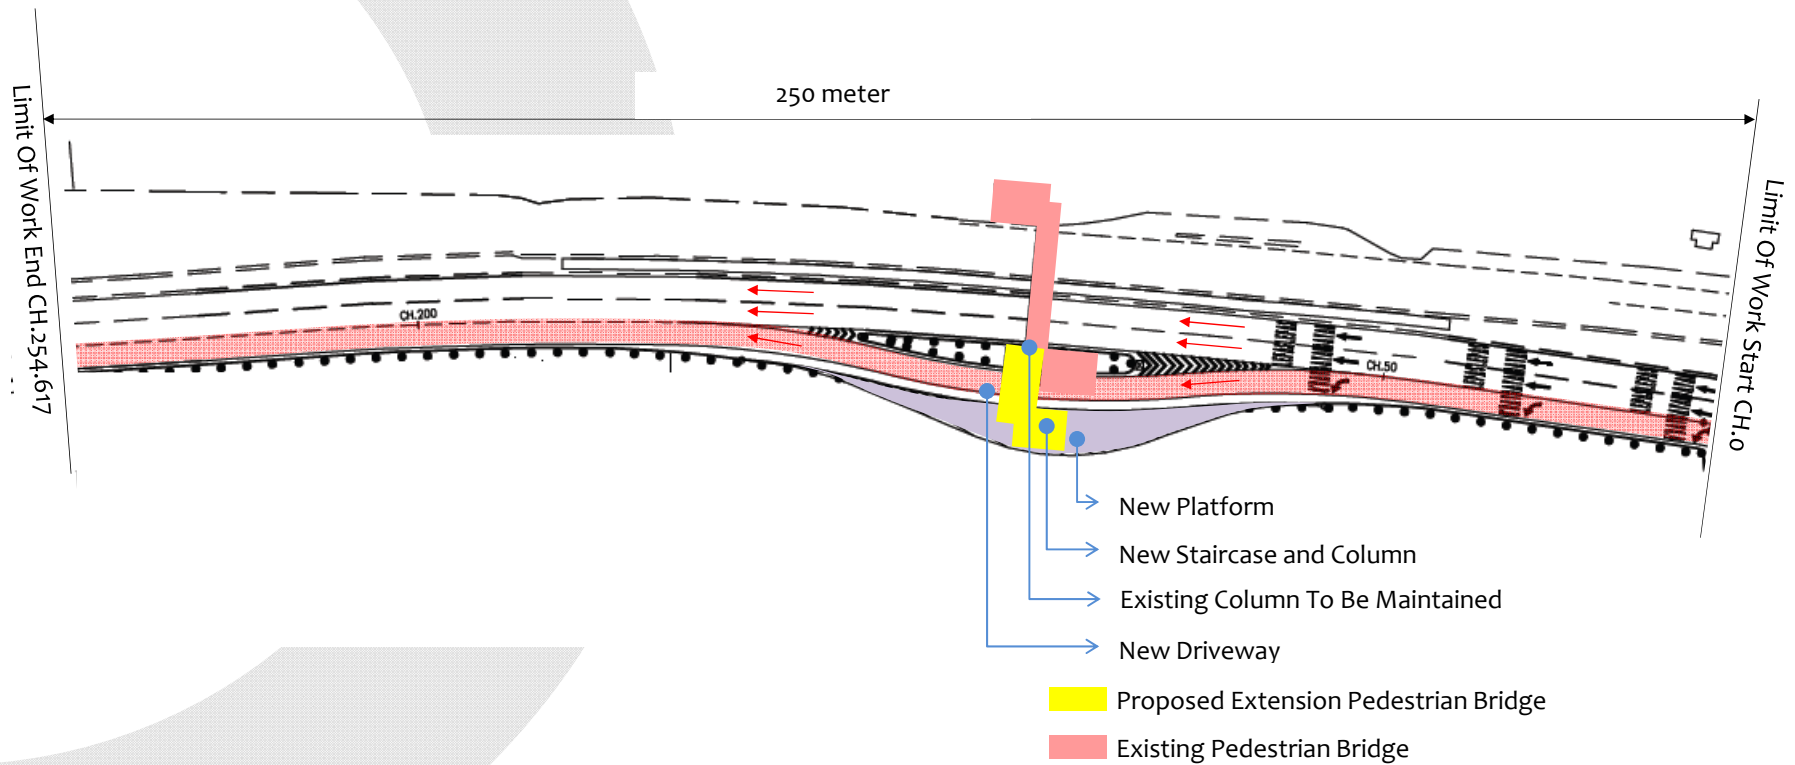 250 meter
Limit Of Work End CH.254.617
Limit Of Work Start CH.0
CH.200
CH.50
New Platform
New Staircase and Column
Existing Column To Be Maintained
New Driveway
Proposed Extension Pedestrian Bridge
Existing Pedestrian Bridge